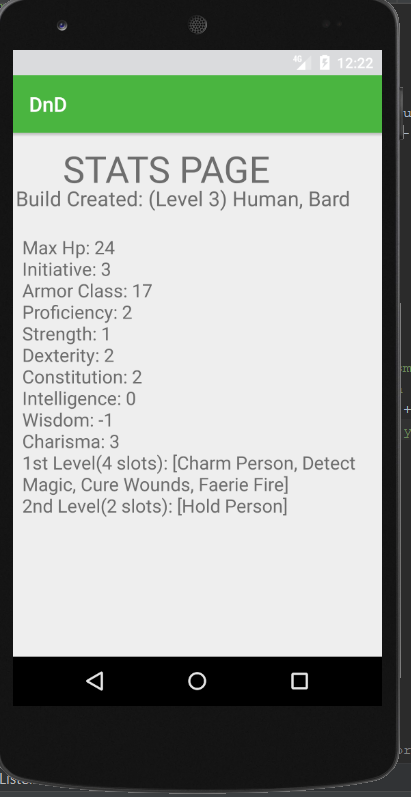 4G 12:22
DnD
STATS PAGE
Build Created: (Level 3) Human, Bard
Max Hp: 24
Initiative: 3
Armor Class: 17
Proficiency: 2
Strength: 1
Dexterity: 2
Constitution: 2
Intelligence: 0
Wisdom: -1
Charisma: 3
1st Level(4 slots): [Charm Person, Detect
Magic, Cure Wounds, Faerie Fire]
2nd Level(2 slots): [Hold Person]